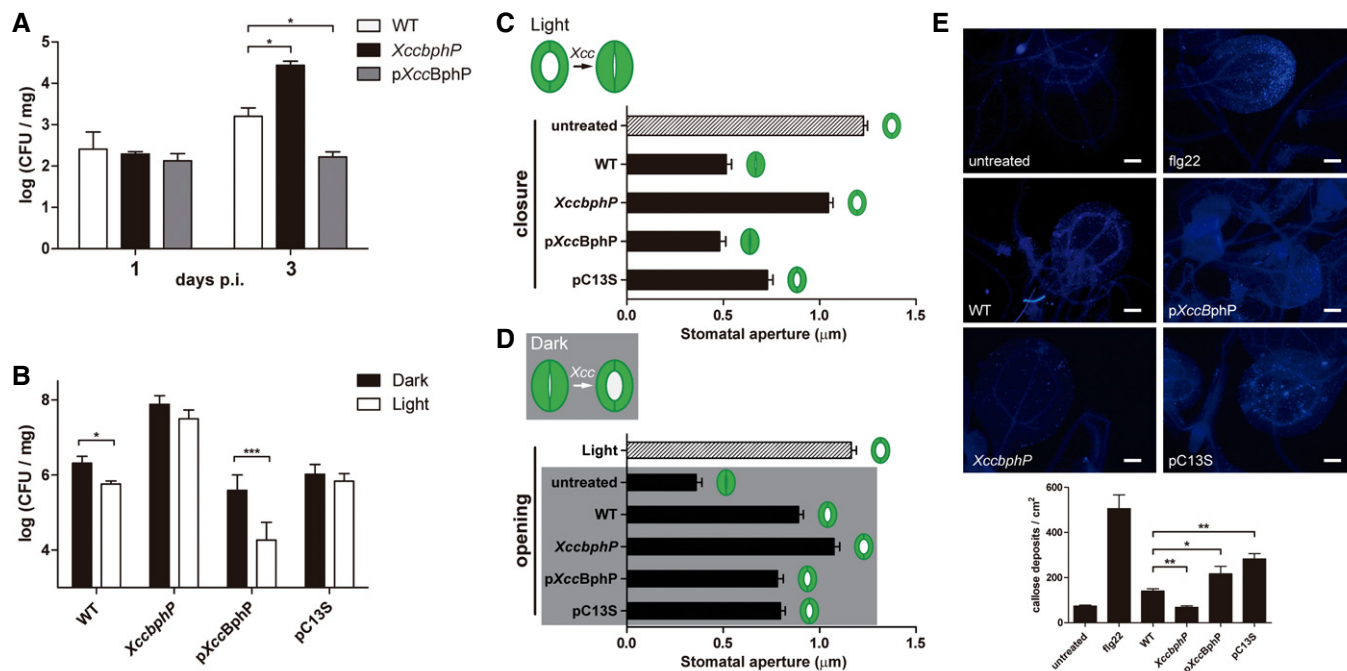 A
WT
XccbphP
pXccBphP
*
*
log (CFU / mg)
5
4
3
2
1
0
1
3
days p.i.
B
Dark
Light
*
***
log (CFU / mg)
8
6
4
WT
XccbphP
pXccBphP
pC13S
C
Light
Xcc
closure
untreated
WT
XccbphP
pXccBphP
pC13S
0.0 0.5 1.0 1.5
Stomatal aperture (μm)
D
Dark
Xcc
opening
Light
untreated
WT
XccbphP
pXccBphP
pC13S
0.0 0.5 1.0 1.5
Stomatal aperture (μm)
E
untreated
flg22
WT
pXccBphP
XccbphP
pC13S
callose deposits / cm²
600
400
200
0
**
*
**
untreated
flg22
WT
XccbphP
pXccBphP
pC13S